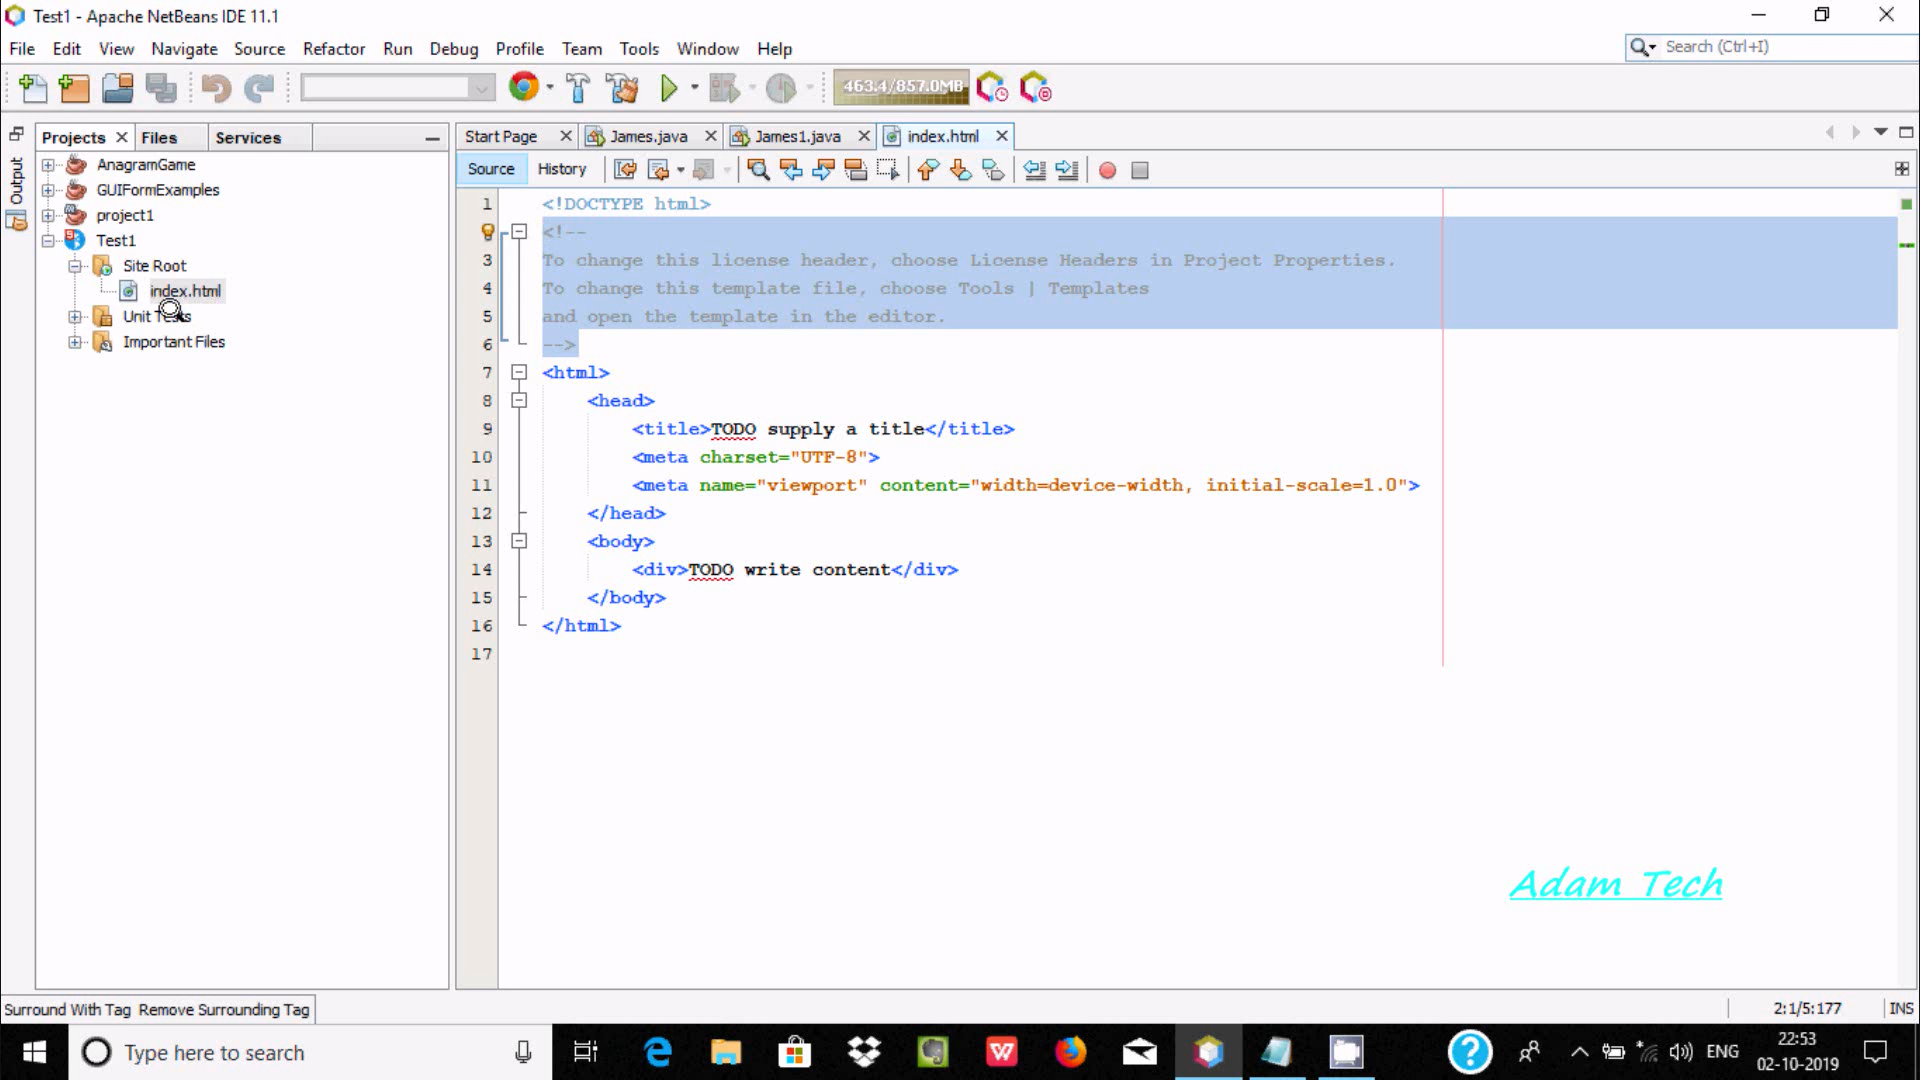 Test1 - Apache NetBeans IDE 11.1
File Edit View Navigate Source Refactor Run Debug Profile Team Tools Window Help
Search (Ctrl+I)
463.4/857.0MB
Output
Projects Files Services
AnagramGame
GUIFormExamples
project1
Test1
Site Root
index.html
Unit Tests
Important Files
Start Page James.java James1.java index.html
Source History
1 <!DOCTYPE html>
<!--
3 To change this license header, choose License Headers in Project Properties.
4 To change this template file, choose Tools | Templates
5 and open the template in the editor.
6 -->
7 <html>
8 <head>
9 <title>TODO supply a title</title>
10 <meta charset="UTF-8">
11 <meta name="viewport" content="width=device-width, initial-scale=1.0">
12 </head>
13 <body>
14 <div>TODO write content</div>
15 </body>
16 </html>
17
Adam Tech
Surround With Tag Remove Surrounding Tag
2:1/5:177 INS
Type here to search
ENG
22:53
02-10-2019